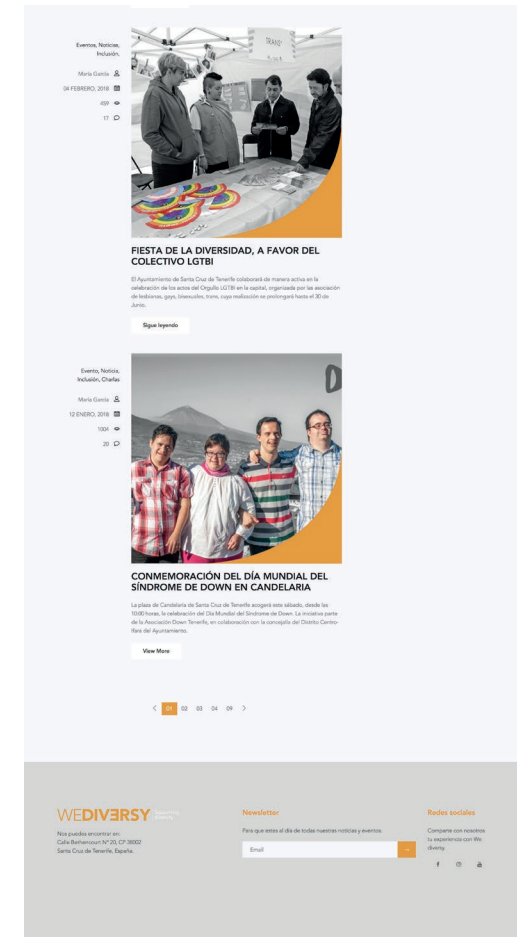 Eventos, Noticias,
Inclusión,
María García
04 FEBRERO, 2018
459
17
TRANS*
FIESTA DE LA DIVERSIDAD, A FAVOR DEL
COLECTIVO LGTBI
El Ayuntamiento de Santa Cruz de Tenerife colaborará de manera activa en la
celebración de los actos del Orgullo LGTBI en la capital, organizada por las asociación
de lesbianas, gays, bisexuales, trans, cuya realización se prolongará hasta el 30 de
Junio.
Sigue leyendo
Evento, Noticia,
Inclusión, Charlas
María García
12 ENERO, 2018
1004
20
CONMEMORACIÓN DEL DÍA MUNDIAL DEL
SÍNDROME DE DOWN EN CANDELARIA
La plaza de Candelaria de Santa Cruz de Tenerife acogerá este sábado, desde las
10:00 horas, la celebración del Día Mundial del Síndrome de Down. La iniciativa parte
de la Asociación Down Tenerife, en colaboración con la concejalía del Distrito Centro-
Ifara del Ayuntamiento.
View More
01 02 03 04 09
WEDIVERSY
Nos puedes encontrar en:
Calle Bethencourt Nº 20, CP 38002
Santa Cruz de Tenerife, España.
Newsletter
Para que estes al día de todas nuestras noticias y eventos.
Email
Redes sociales
Comparte con nosotros
tu experiencia con We
diversy.